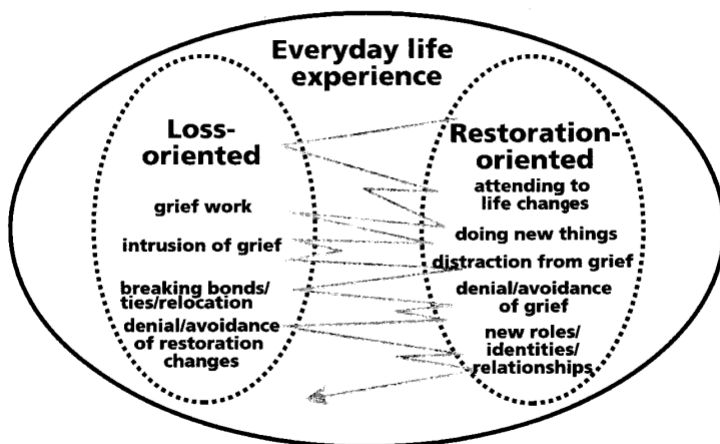 Everyday life
experience
Loss-
oriented
grief work
intrusion of grief
breaking bonds/
ties/relocation
denial/avoidance
of restoration
changes
Restoration-
oriented
attending to
life changes
doing new things
distraction from grief
denial/avoidance
of grief
new roles/
identities/
relationships